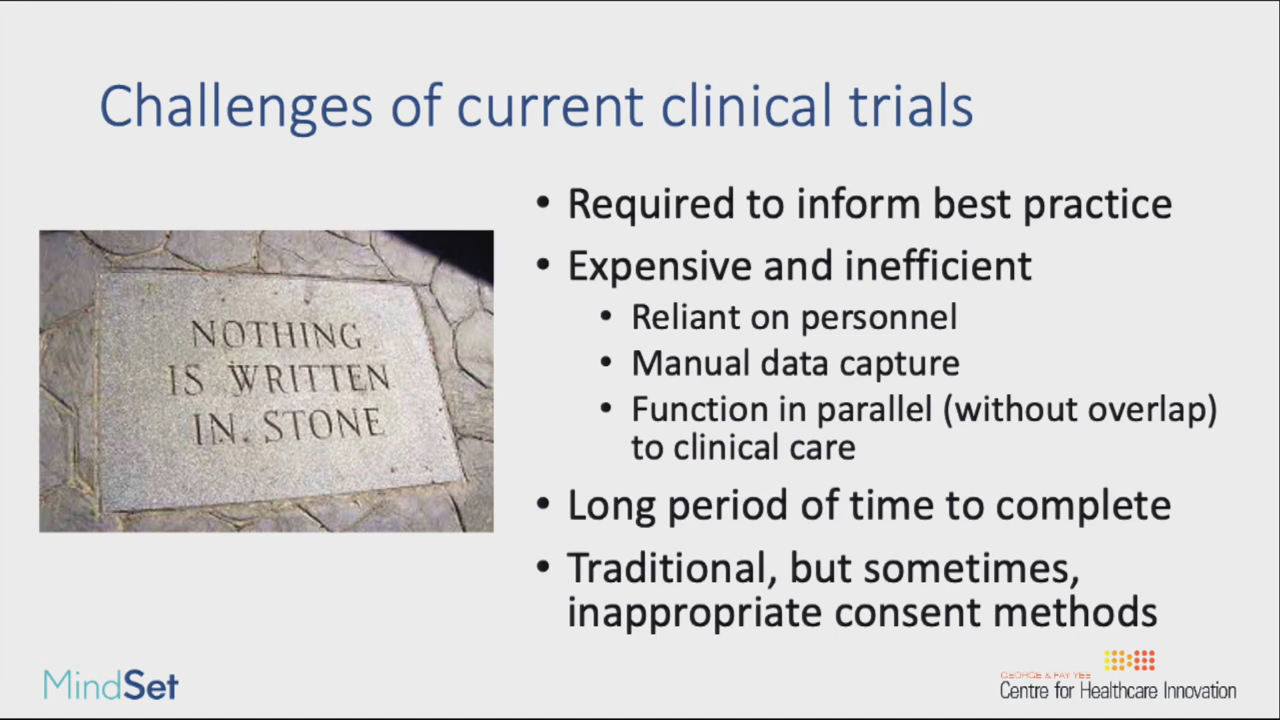 Challenges of current clinical trials
NOTHING
IS WRITTEN
IN STONE
• Required to inform best practice
• Expensive and inefficient
• Reliant on personnel
• Manual data capture
• Function in parallel (without overlap)
to clinical care
• Long period of time to complete
• Traditional, but sometimes,
inappropriate consent methods
MindSet
GEORGE & FAY YEE
Centre for Healthcare Innovation